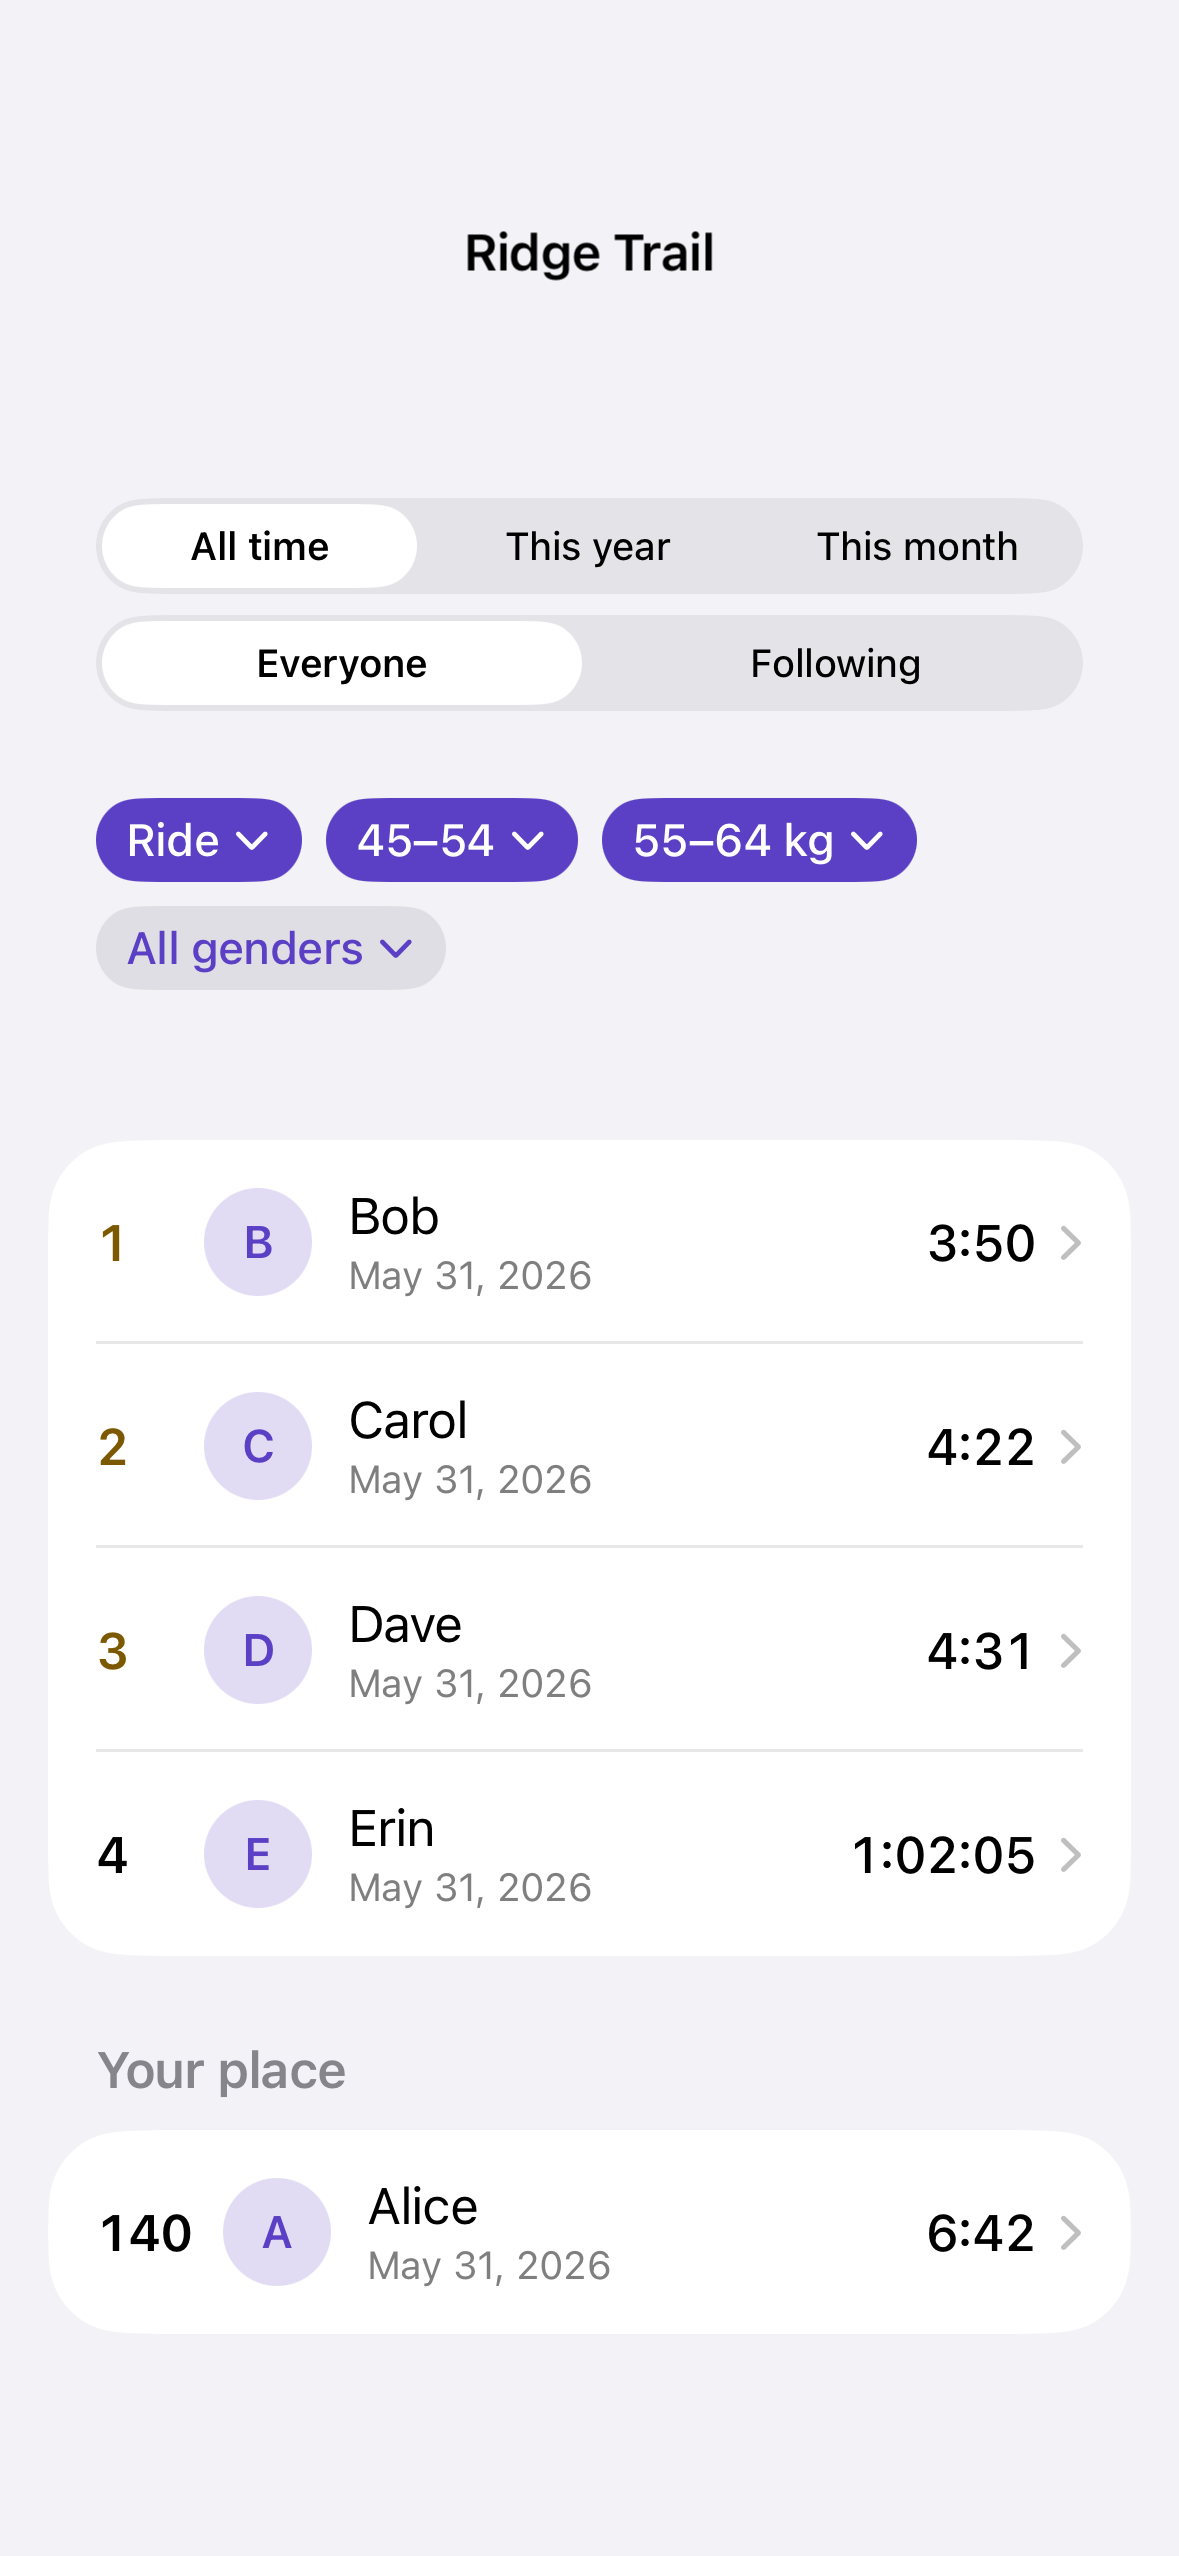 Ridge Trail
All time This year This month
Everyone Following
Ride 45–54 55–64 kg
All genders
1 B Bob 3:50
May 31, 2026
2 C Carol 4:22
May 31, 2026
3 D Dave 4:31
May 31, 2026
4 E Erin 1:02:05
May 31, 2026
Your place
140 A Alice 6:42
May 31, 2026